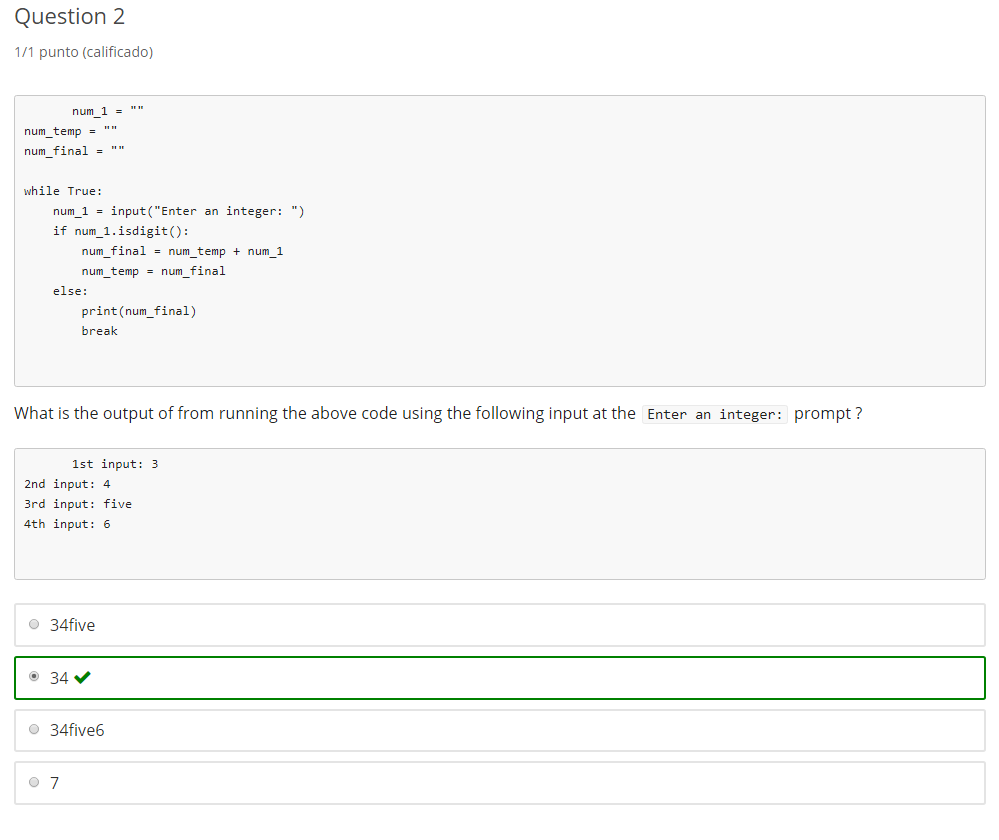 Question 2
1/1 punto (calificado)
num_1 = ""
num_temp = ""
num_final = ""
while True:
num_1 = input("Enter an integer: ")
if num_1.isdigit():
num_final = num_temp + num_1
num_temp = num_final
else:
print(num_final)
break
What is the output of from running the above code using the following input at the Enter an integer: prompt ?
1st input: 3
2nd input: 4
3rd input: five
4th input: 6
34five
34
34five6
7